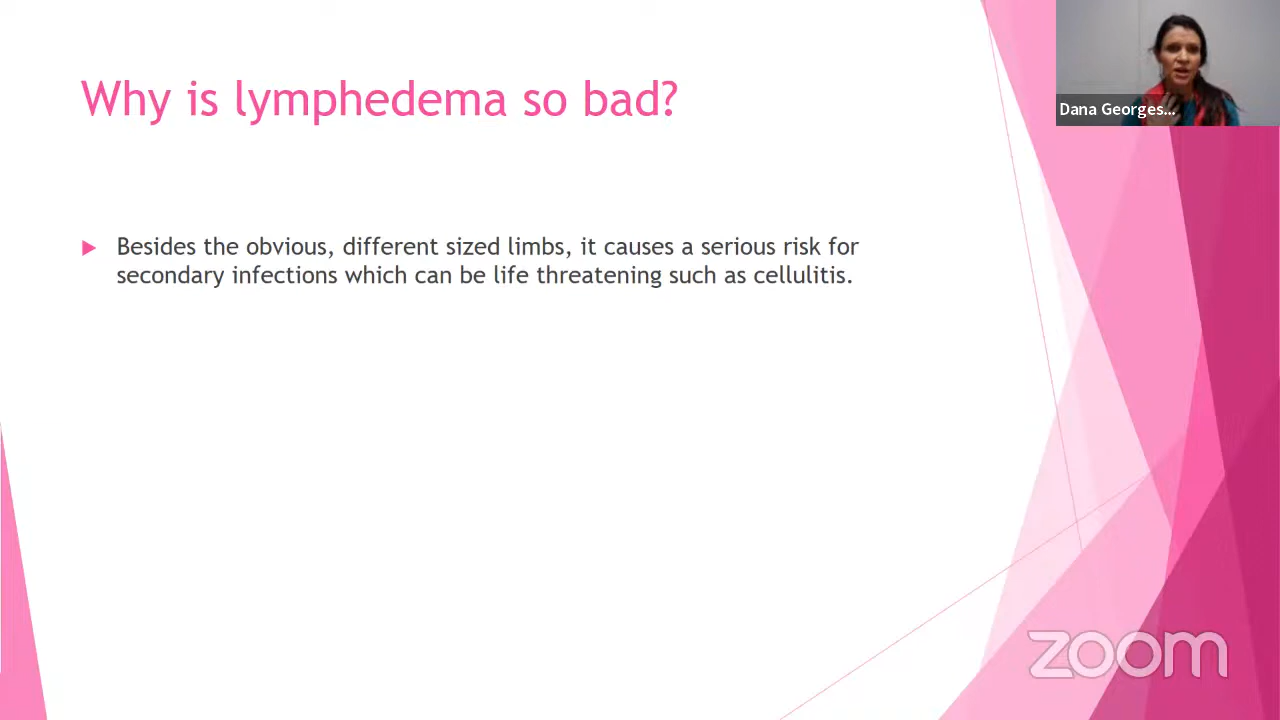 Why is lymphedema so bad?
Dana Georges...
Besides the obvious, different sized limbs, it causes a serious risk for
secondary infections which can be life threatening such as cellulitis.
zoom